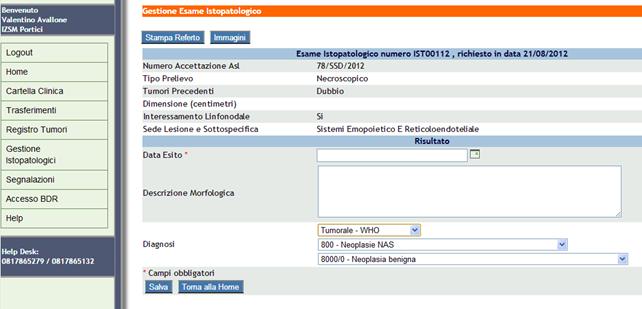 Benvenuto
Valentino Avallone
IZSM Portici
Logout
Home
Cartella Clinica
Trasferimenti
Registro Tumori
Gestione
Istopatologici
Segnalazioni
Accesso BDR
Help
Help Desk:
0817865279 / 0817865132
Gestione Esame istopatologico
Stampa Referto Immagini
Esame Istopatologico numero IST00112 , richiesto in data 21/08/2012
Numero Accettazione Asl 78/SSD/2012
Tipo Prelievo Necroscopico
Tumori Precedenti Dubbio
Dimensione (centimetri)
Interessamento Linfonodale Si
Sede Lesione e Sottospecifica Sistemi Emopoietico E Reticoloendoteliale
Risultato
Data Esito *
Descrizione Morfologica
Diagnosi
Tumorale - WHO
800 - Neoplasie NAS
8000/0 - Neoplasia benigna
* Campi obbligatori
Salva Torna alla Home